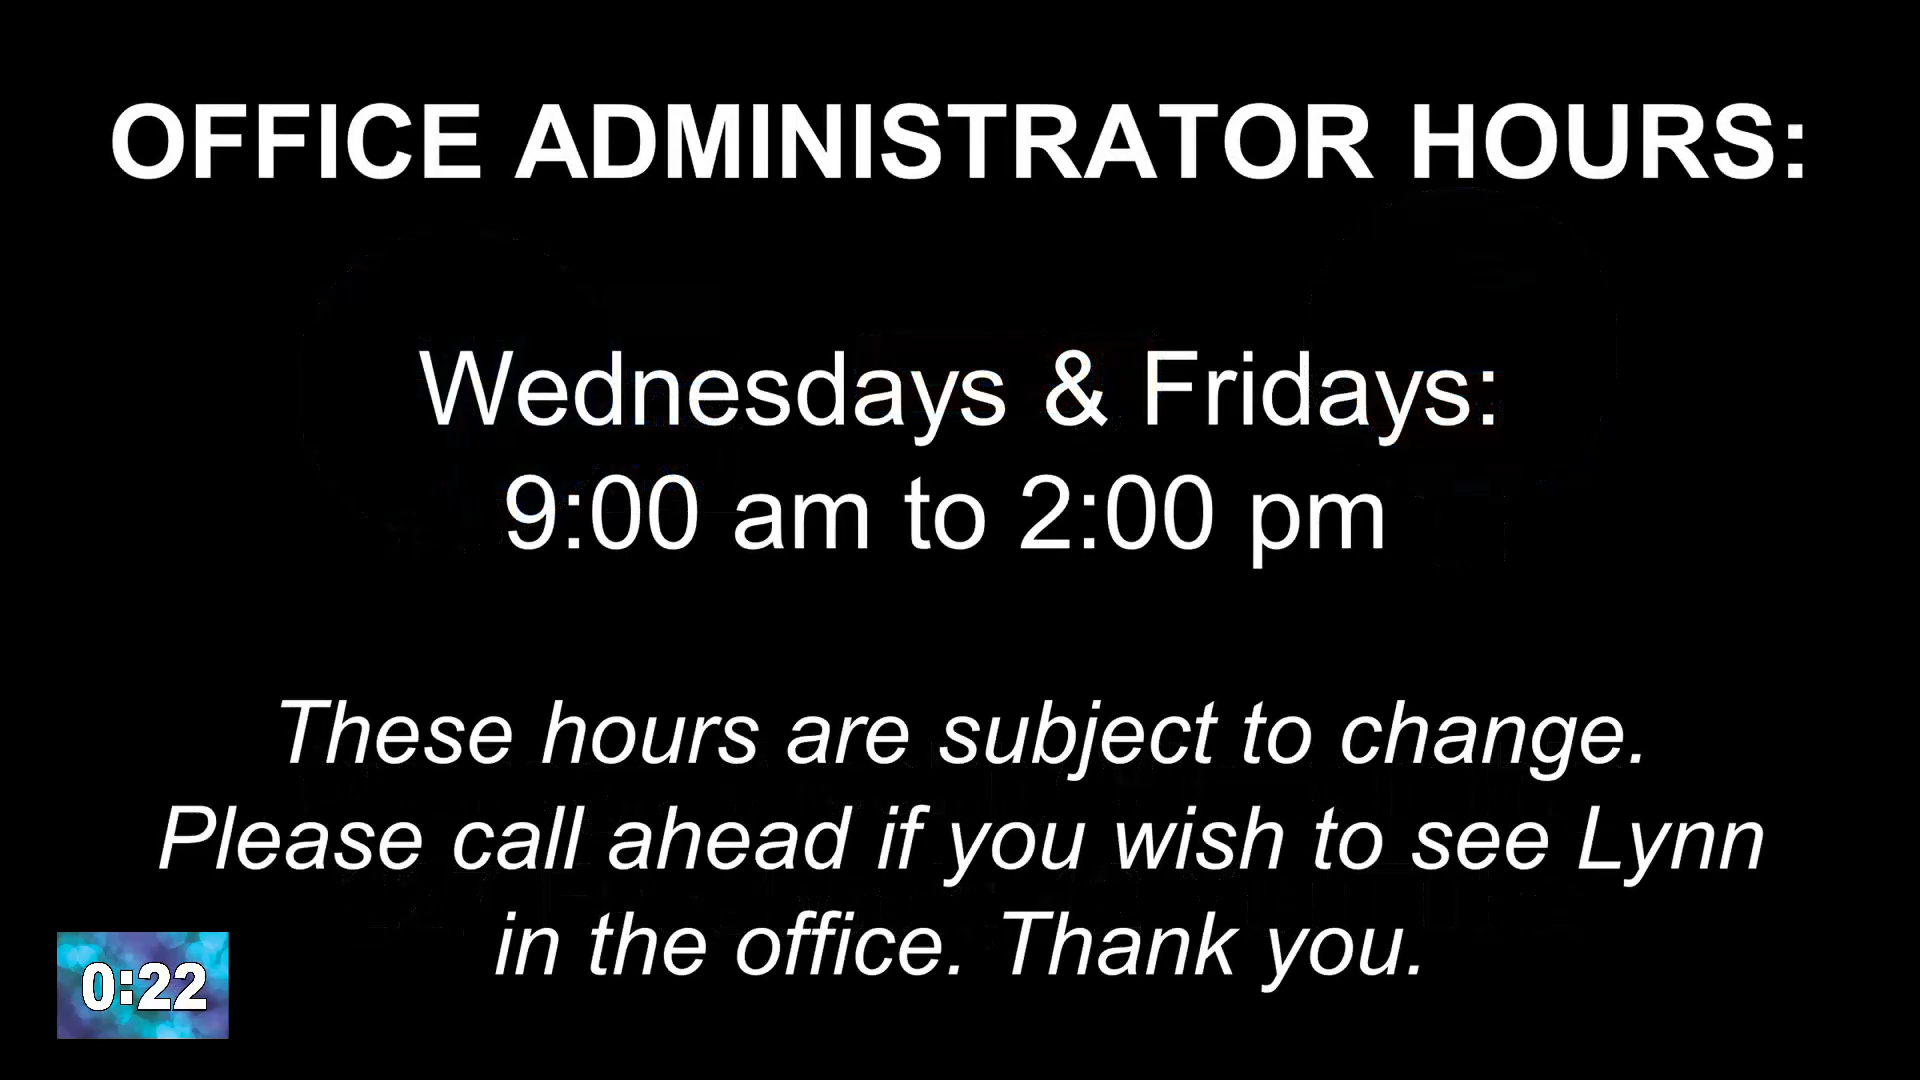 OFFICE ADMINISTRATOR HOURS:
Wednesdays & Fridays:
9:00 am to 2:00 pm
These hours are subject to change.
Please call ahead if you wish to see Lynn
in the office. Thank you.
0:22